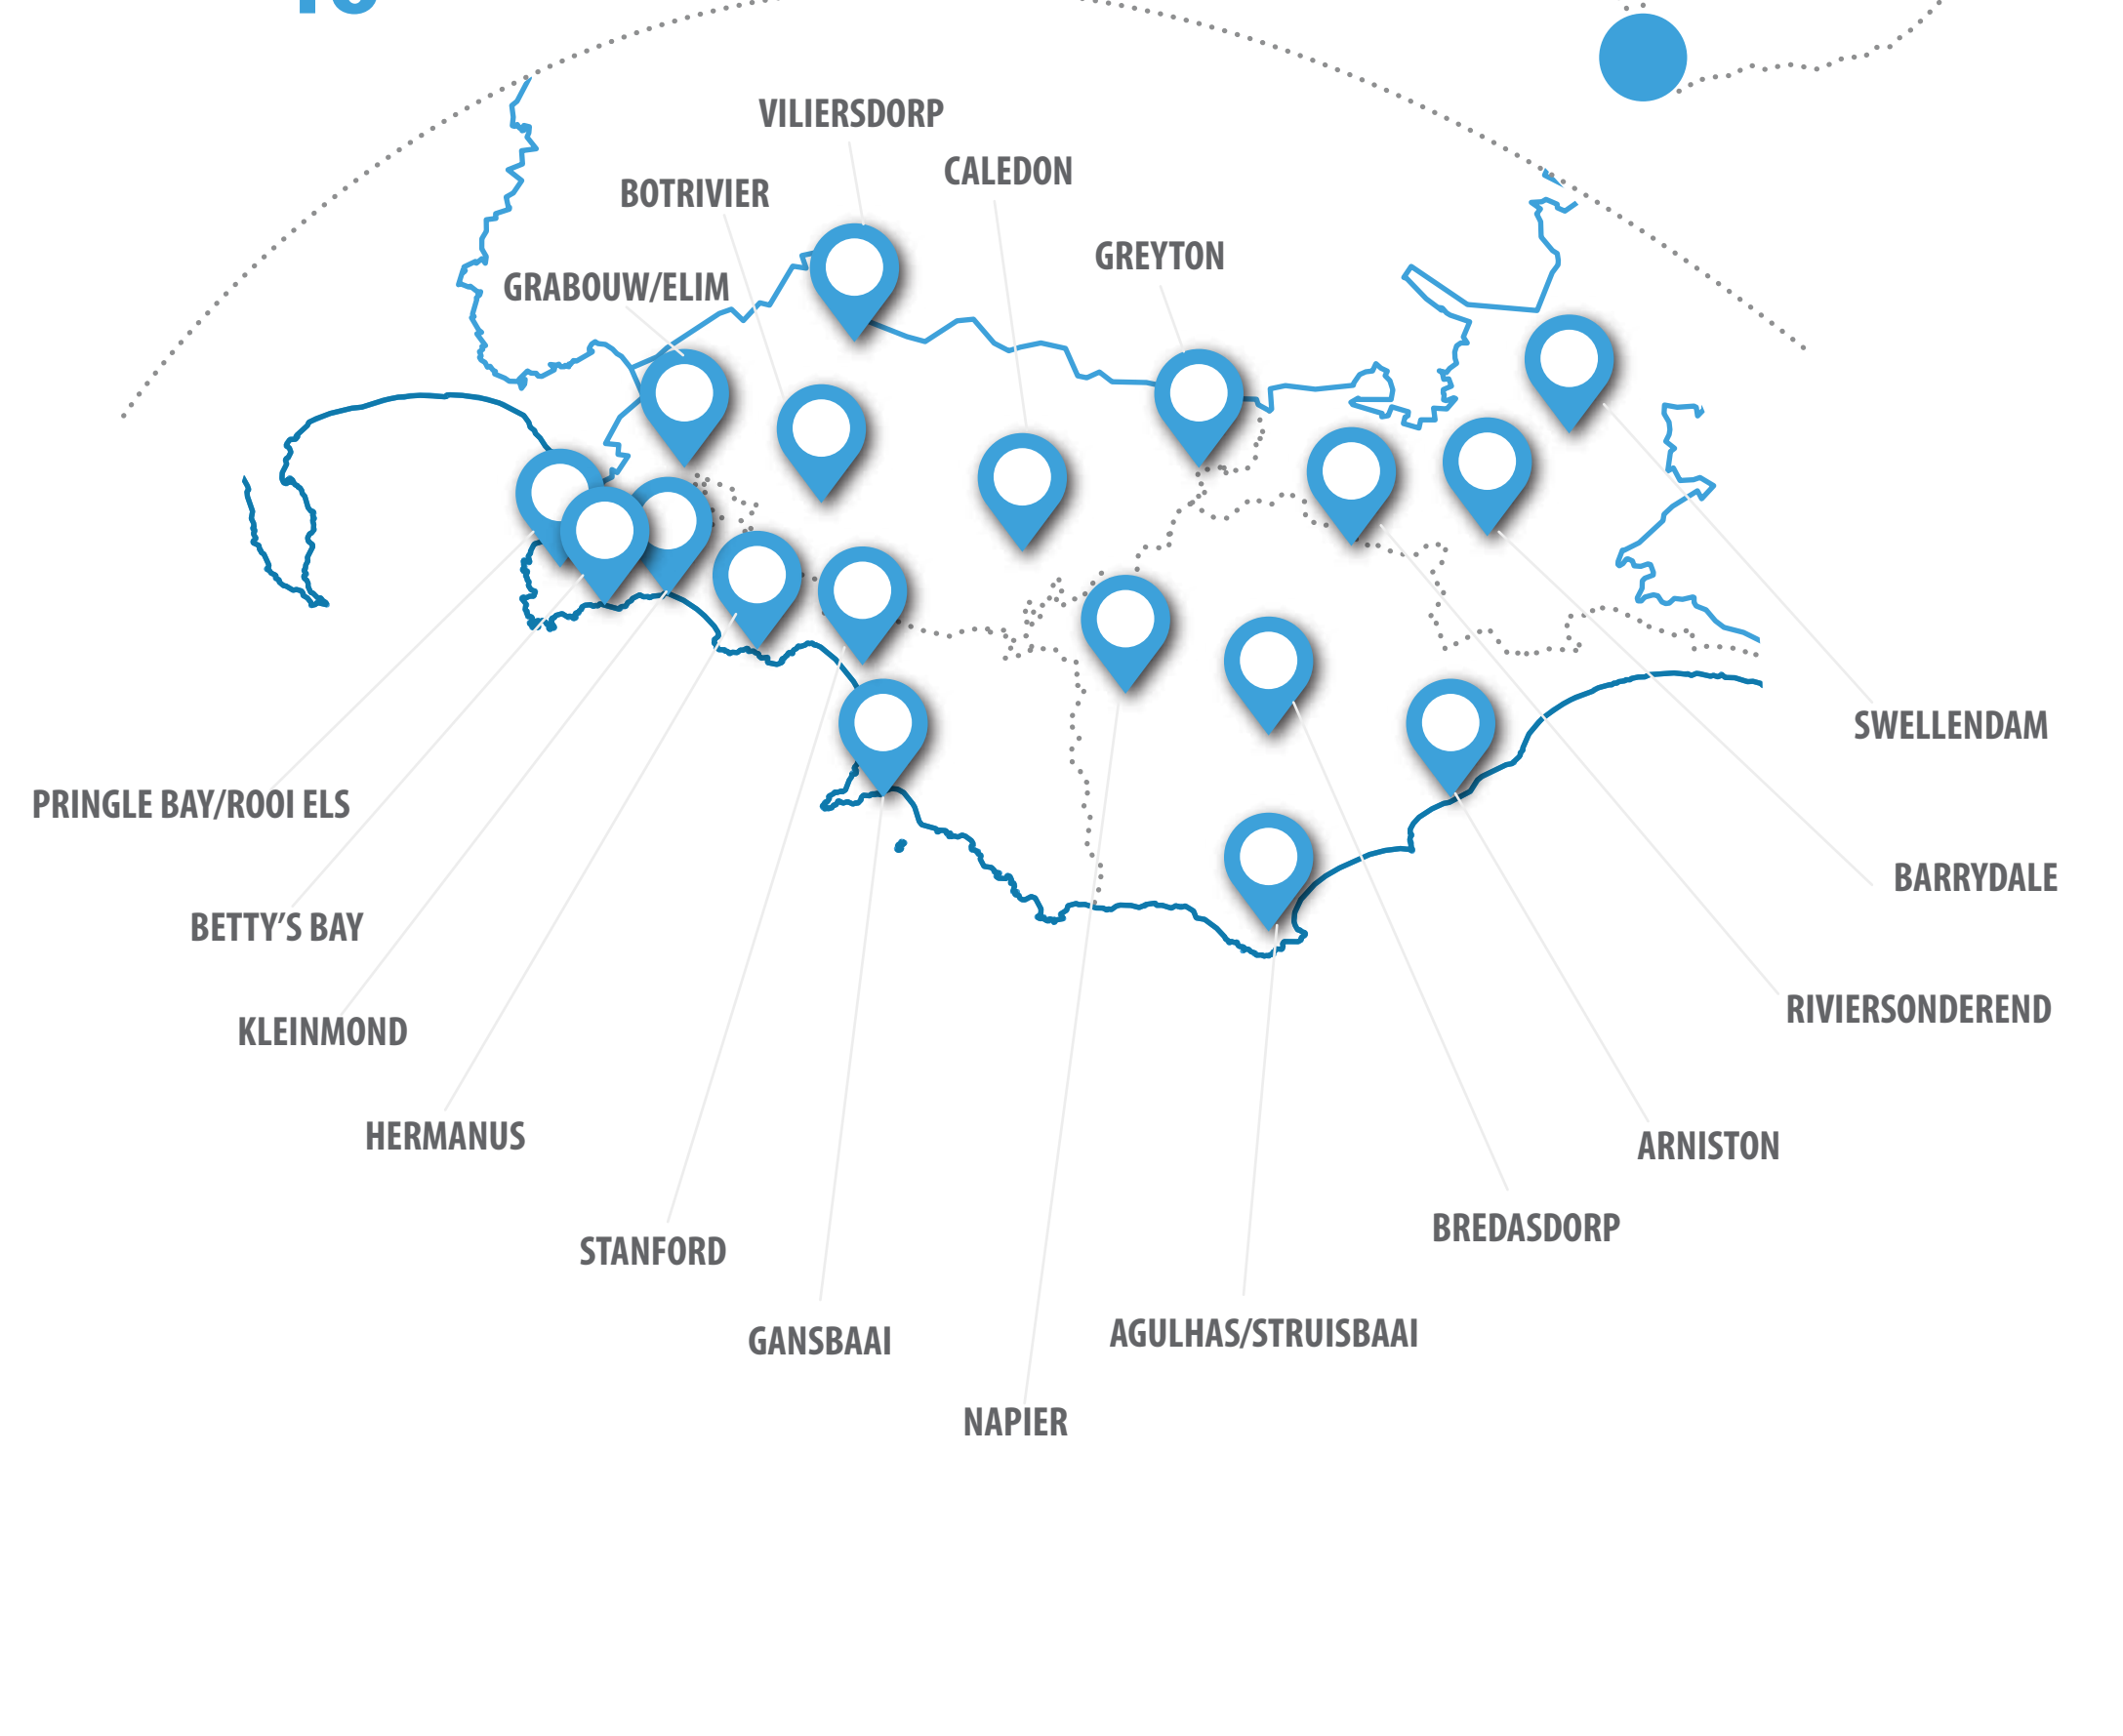 VILIERSDORP
CALEDON
BOTRIVIER
GREYTON
GRABOUW/ELIM
SWELLENDAM
PRINGLE BAY/ROOI ELS
BARRYDALE
BETTY'S BAY
RIVIERSONDEREND
KLEINMOND
HERMANUS
ARNISTON
BREDASDORP
STANFORD
AGULHAS/STRUISBAAI
GANSBAAI
NAPIER